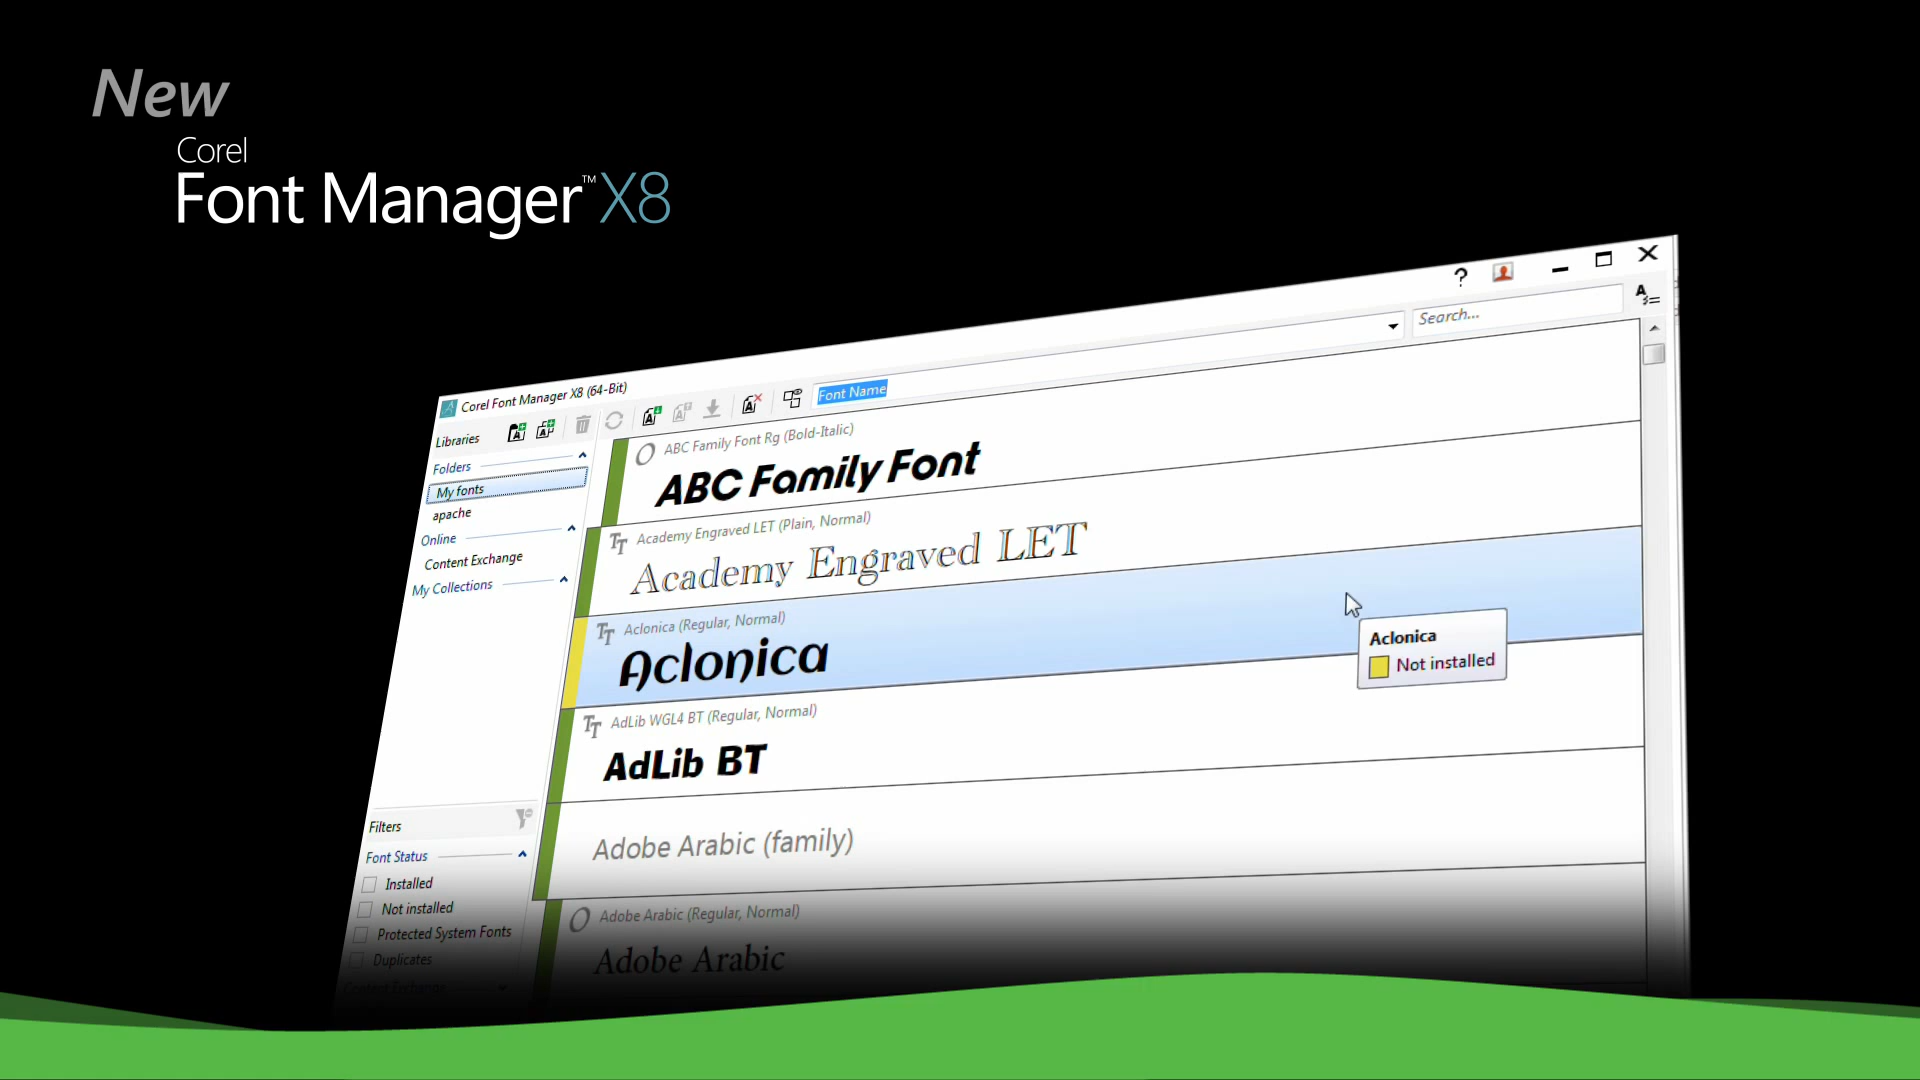 New
Corel
Font Manager™ X8
Corel Font Manager X8 (64-Bit)
Search...
Font Name
Libraries
Folders
My fonts
apache
Online
Content Exchange
My Collections
ABC Family Font Rg (Bold-Italic)
ABC Family Font
Academy Engraved LET (Plain, Normal)
Academy Engraved LET
Aclonica (Regular, Normal)
Aclonica
Aclonica
Not installed
AdLib WGL4 BT (Regular, Normal)
AdLib BT
Adobe Arabic (family)
Adobe Arabic (Regular, Normal)
Adobe Arabic
Filters
Font Status
Installed
Not installed
Protected System Fonts
Duplicates
Content Exchange